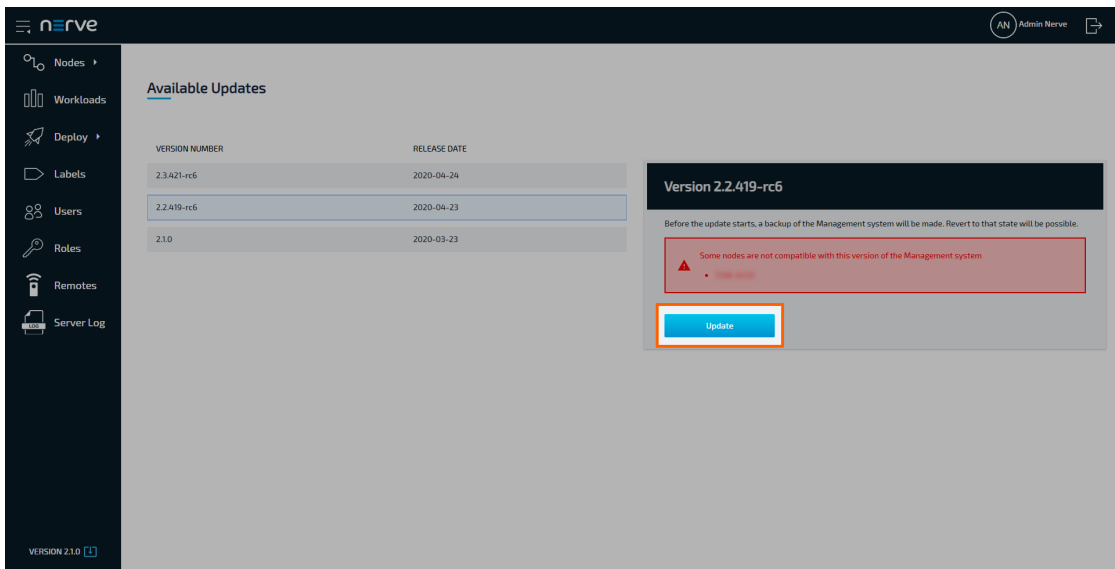 nerve
AN Admin Nerve
Nodes
Workloads
Deploy
Labels
Users
Roles
Remotes
LOG Server Log
VERSION 2.1.0
Available Updates
VERSION NUMBER RELEASE DATE
2.3.421-rc6 2020-04-24
2.2.419-rc6 2020-04-23
2.1.0 2020-03-23
Version 2.2.419-rc6
Before the update starts, a backup of the Management system will be made. Revert to that state will be possible.
Some nodes are not compatible with this version of the Management system
Update